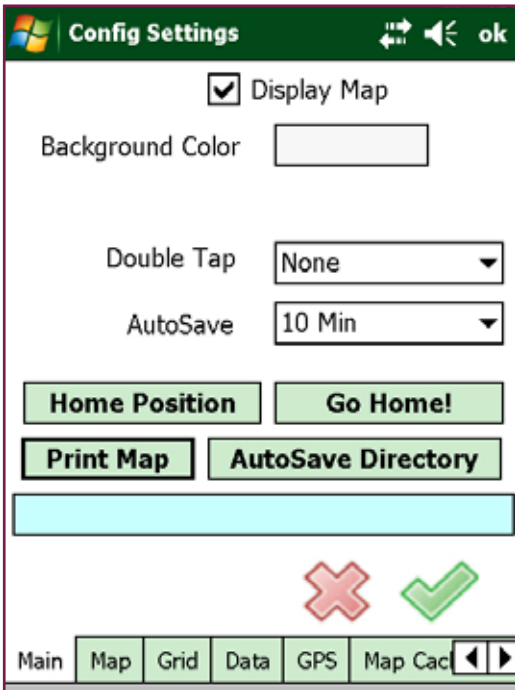 Config Settings ok
Display Map
Background Color
Double Tap None
AutoSave 10 Min
Home Position Go Home!
Print Map AutoSave Directory
Main Map Grid Data GPS Map Cac